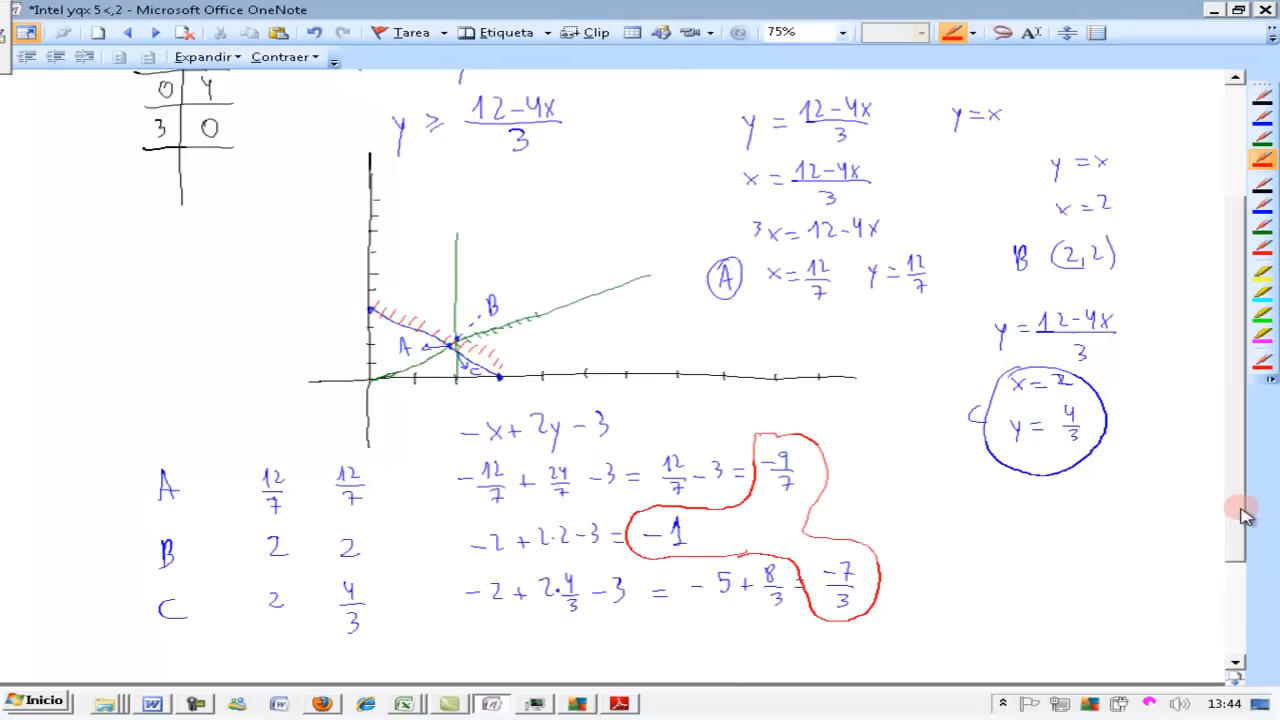 *Intel yqx 5<,2 - Microsoft Office OneNote
Tarea Etiqueta Clip 75%
Expandir Contraer
0 4
3 0
y ≥ 12-4x/3
y = 12-4x/3
x = 12-4x/3
3x = 12-4x
A x = 12/7 y = 12/7
y = x
y = x
x = 2
B (2,2)
y = 12-4x/3
C x = 2
y = 4/3
B
A
C
-x + 2y - 3
A 12/7 12/7 -12/7 + 24/7 - 3 = 12/7 - 3 = -9/7
B 2 2 -2 + 2·2 - 3 = -1
C 2 4/3 -2 + 2·4/3 - 3 = -5 + 8/3 = -7/3
Inicio 13:44